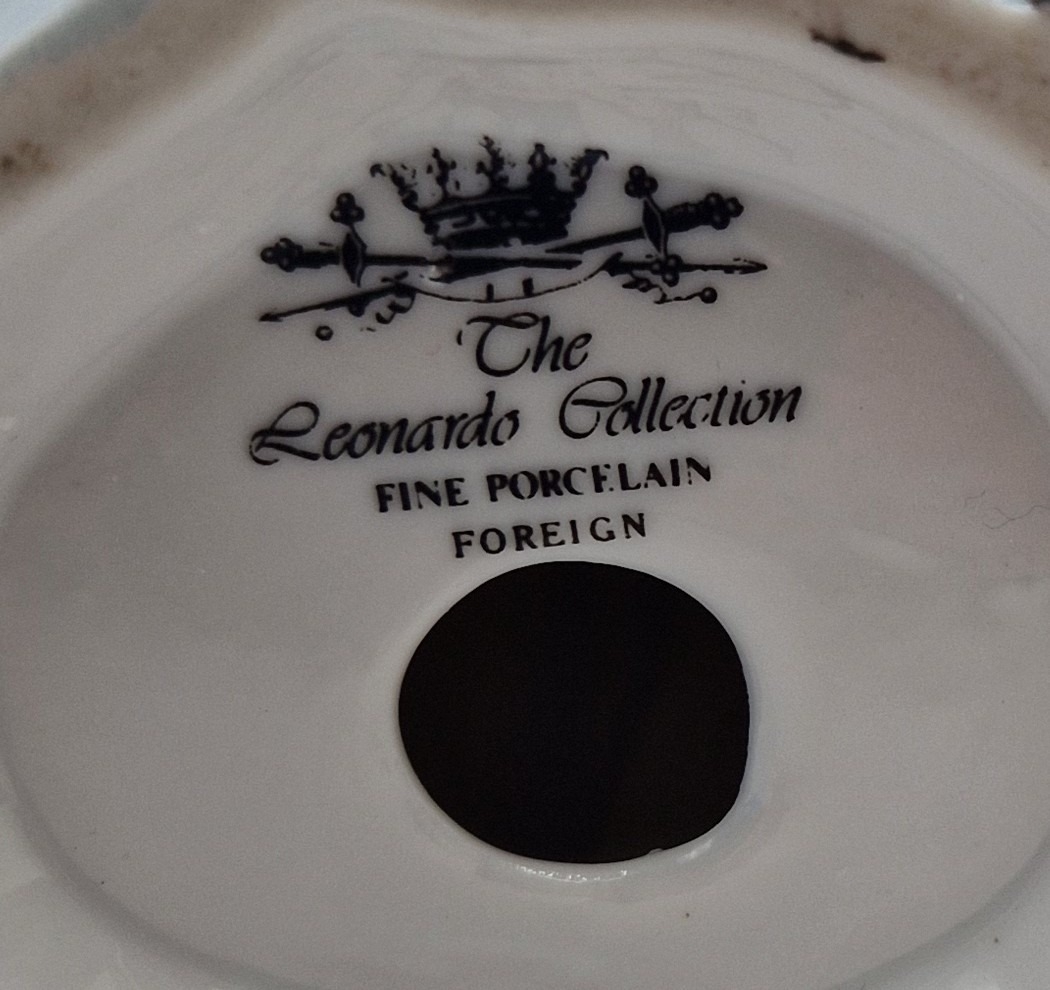 The
Leonardo Collection
FINE PORCELAIN
FOREIGN